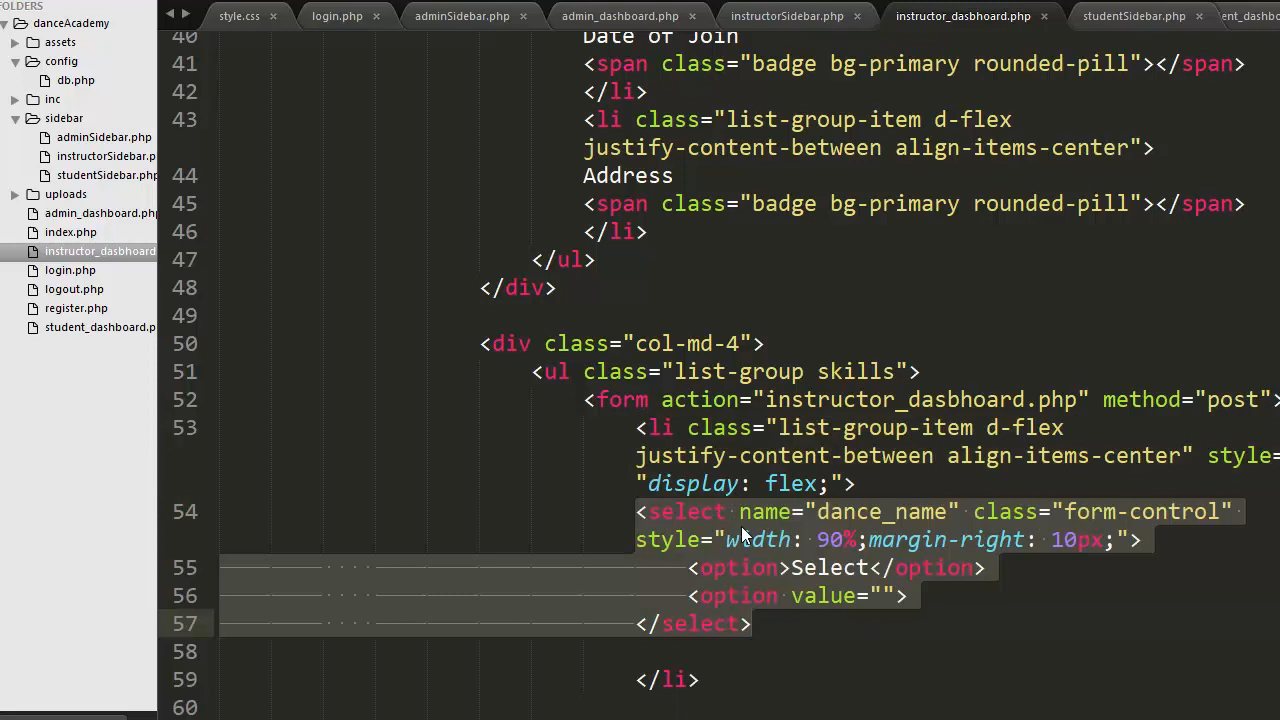 FOLDERS
danceAcademy
assets
config
db.php
inc
sidebar
adminSidebar.php
instructorSidebar.p
studentSidebar.php
uploads
admin_dashboard.php
index.php
instructor_dasbhoard
login.php
logout.php
register.php
student_dashboard.p
style.css × login.php × adminSidebar.php × admin_dashboard.php × instructorSidebar.php × instructor_dasbhoard.php × studentSidebar.php × ent_dashbo
40 Date of Join
41 <span class="badge bg-primary rounded-pill"></span>
42 </li>
43 <li class="list-group-item d-flex
justify-content-between align-items-center">
44 Address
45 <span class="badge bg-primary rounded-pill"></span>
46 </li>
47 </ul>
48 </div>
49
50 <div class="col-md-4">
51 <ul class="list-group skills">
52 <form action="instructor_dasbhoard.php" method="post">
53 <li class="list-group-item d-flex
justify-content-between align-items-center" style=
"display: flex;">
54 <select name="dance_name" class="form-control"
style="width: 90%;margin-right: 10px;">
55 <option>Select</option>
56 <option value="">
57 </select>
58
59 </li>
60